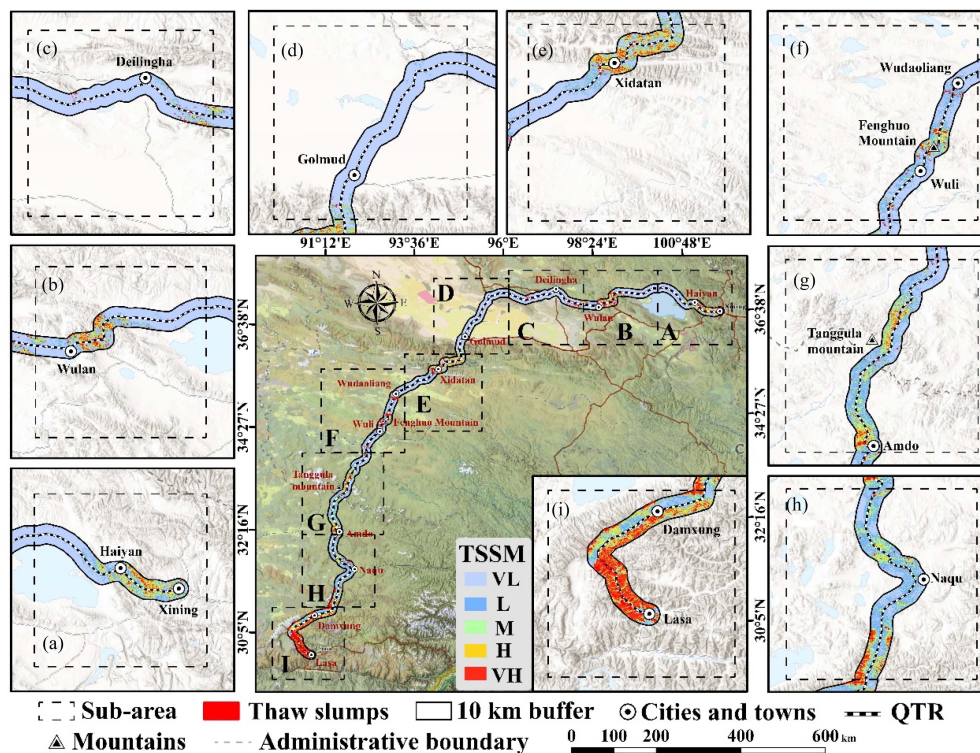 (c)
Deilingha
(d)
Golmud
(e)
Xidatan
(f)
Wudaoliang
Fenghuo
Mountain
Wuli
91°12'E 93°36'E 96°E 98°24'E 100°48'E
(b)
Wulan
(g)
Tanggula
mountain
Amdo
(a)
Haiyan
Xining
(h)
Naqu
(i)
Damxung
Lasa
36°38'N
34°27'N
32°16'N
30°5'N
36°38'N
34°27'N
32°16'N
30°5'N
N
W
S
D
C
B
A
E
F
G
H
I
Deilingha
Wulan
Haiyan
Golmud
Xidatan
Wudaoliang
Wuli
Fenghuo Mountain
Tanggula
mountain
Amdo
Naqu
Damxung
Lasa
TSSM
VL
L
M
H
VH
Sub-area Thaw slumps 10 km buffer Cities and towns QTR
Mountains Administrative boundary 0 100 200 400 600 km